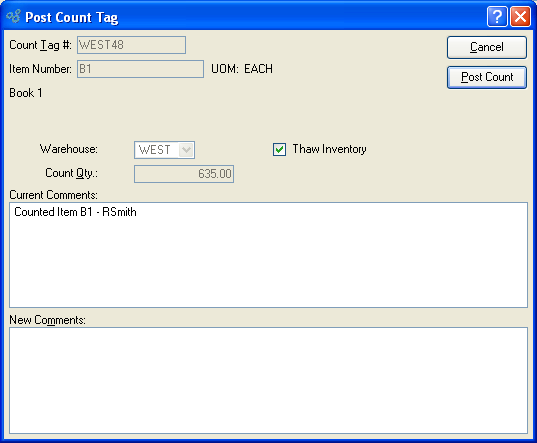 Post Count Tag
Count Tag #: WEST48
Cancel
Item Number: B1 UOM: EACH
Post Count
Book 1
Warehouse: WEST Thaw Inventory
Count Qty.: 635.00
Current Comments:
Counted Item B1 - RSmith
New Comments: